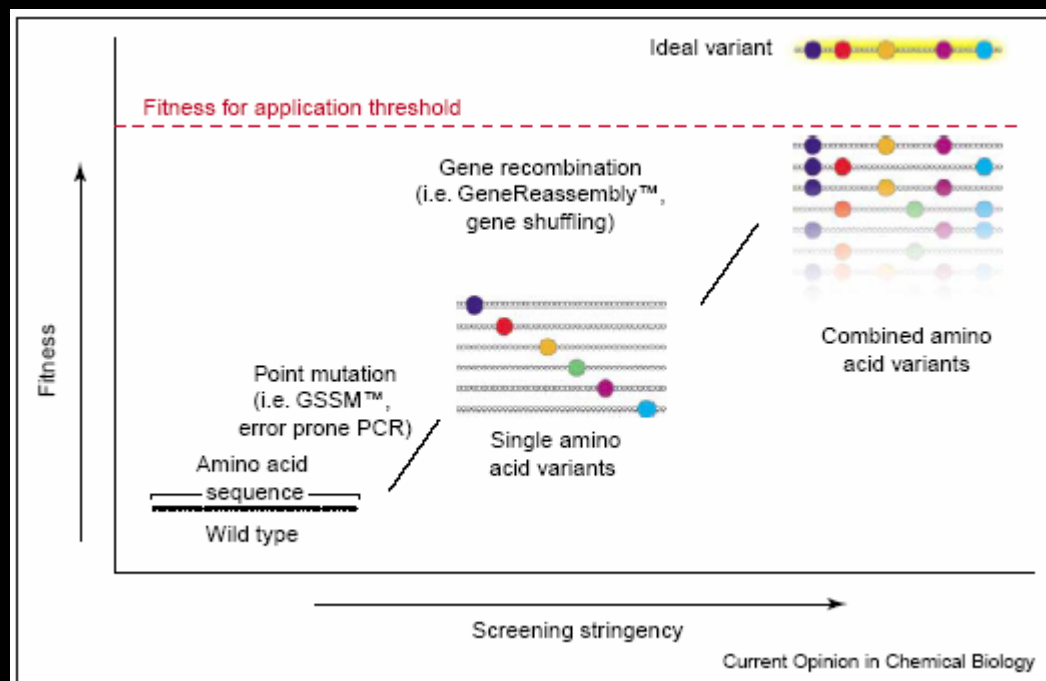 Ideal variant
Fitness for application threshold
Gene recombination
(i.e. GeneReassembly™,
gene shuffling)
Combined amino
acid variants
Point mutation
(i.e. GSSM™,
error prone PCR)
Single amino
acid variants
Amino acid
sequence
Wild type
Fitness
Screening stringency
Current Opinion in Chemical Biology